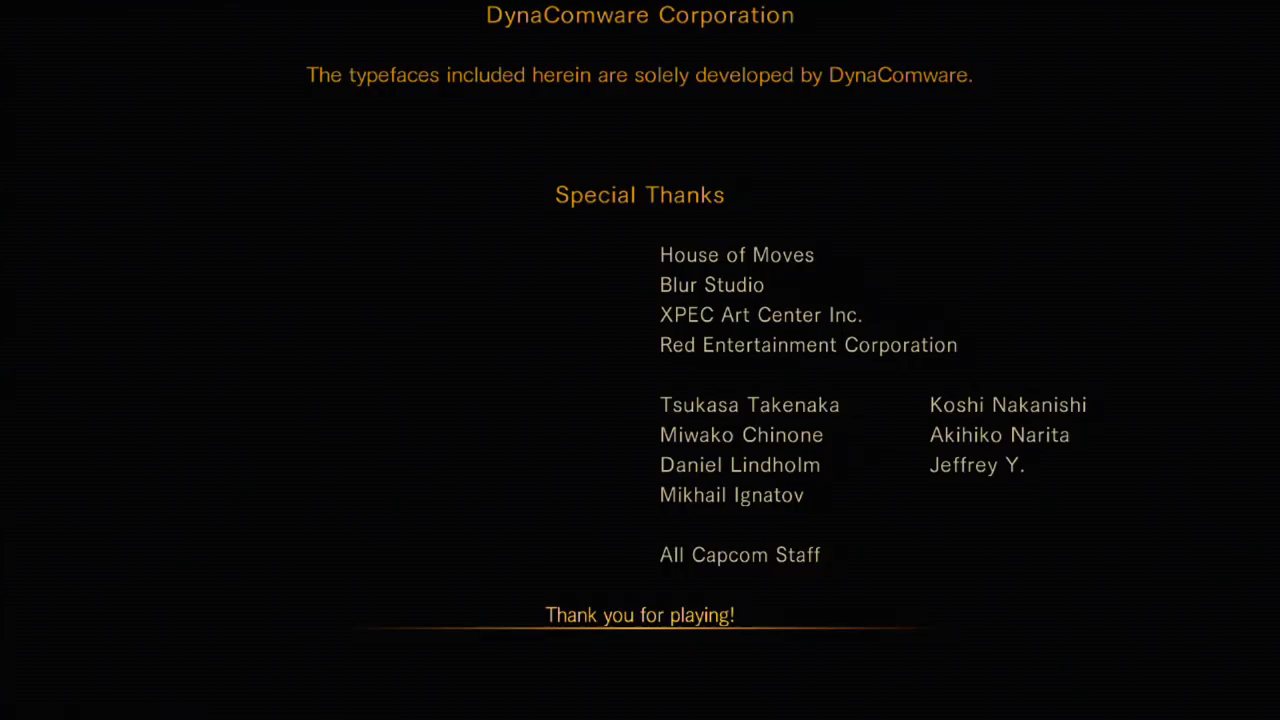 DynaComware Corporation
The typefaces included herein are solely developed by DynaComware.
Special Thanks
House of Moves
Blur Studio
XPEC Art Center Inc.
Red Entertainment Corporation
Tsukasa Takenaka Koshi Nakanishi
Miwako Chinone Akihiko Narita
Daniel Lindholm Jeffrey Y.
Mikhail Ignatov
All Capcom Staff
Thank you for playing!